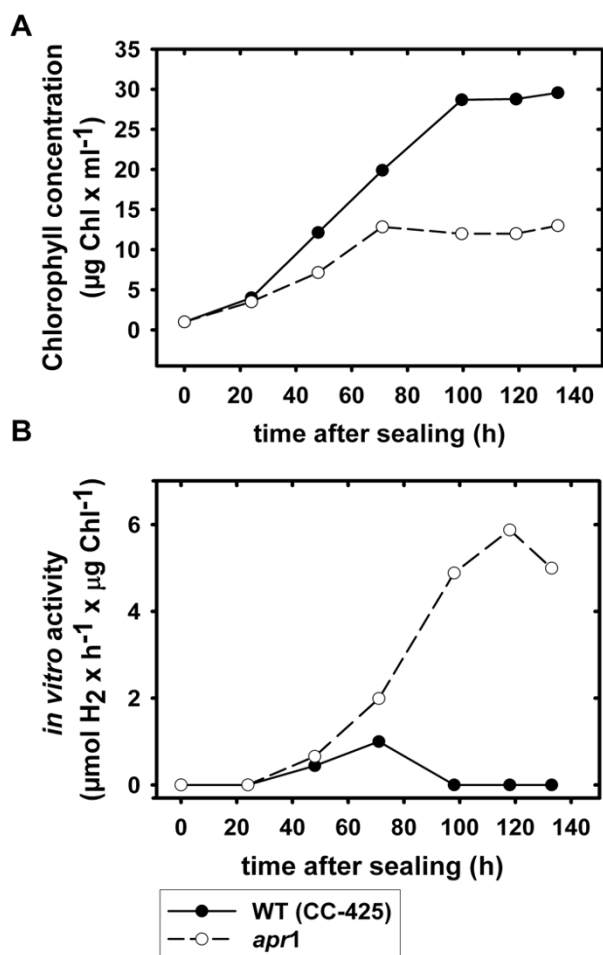 A
Chlorophyll concentration
(µg Chl x ml-1)
35
30
25
20
15
10
5
0
0 20 40 60 80 100 120 140
time after sealing (h)
B
in vitro activity
(µmol H2 x h-1 x µg Chl-1)
6
4
2
0
0 20 40 60 80 100 120 140
time after sealing (h)
WT (CC-425)
apr1